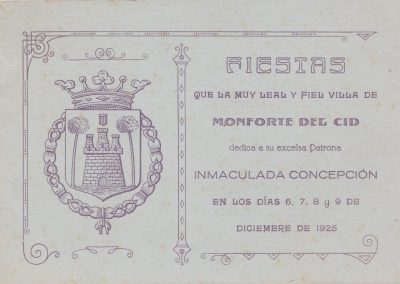 FIESTAS
QUE LA MUY LEAL Y FIEL VILLA DE
MONFORTE DEL CID
dedica a su excelsa Patrona
INMACULADA CONCEPCIÓN
EN LOS DÍAS 6, 7, 8 y 9 DE
DICIEMBRE DE 1925